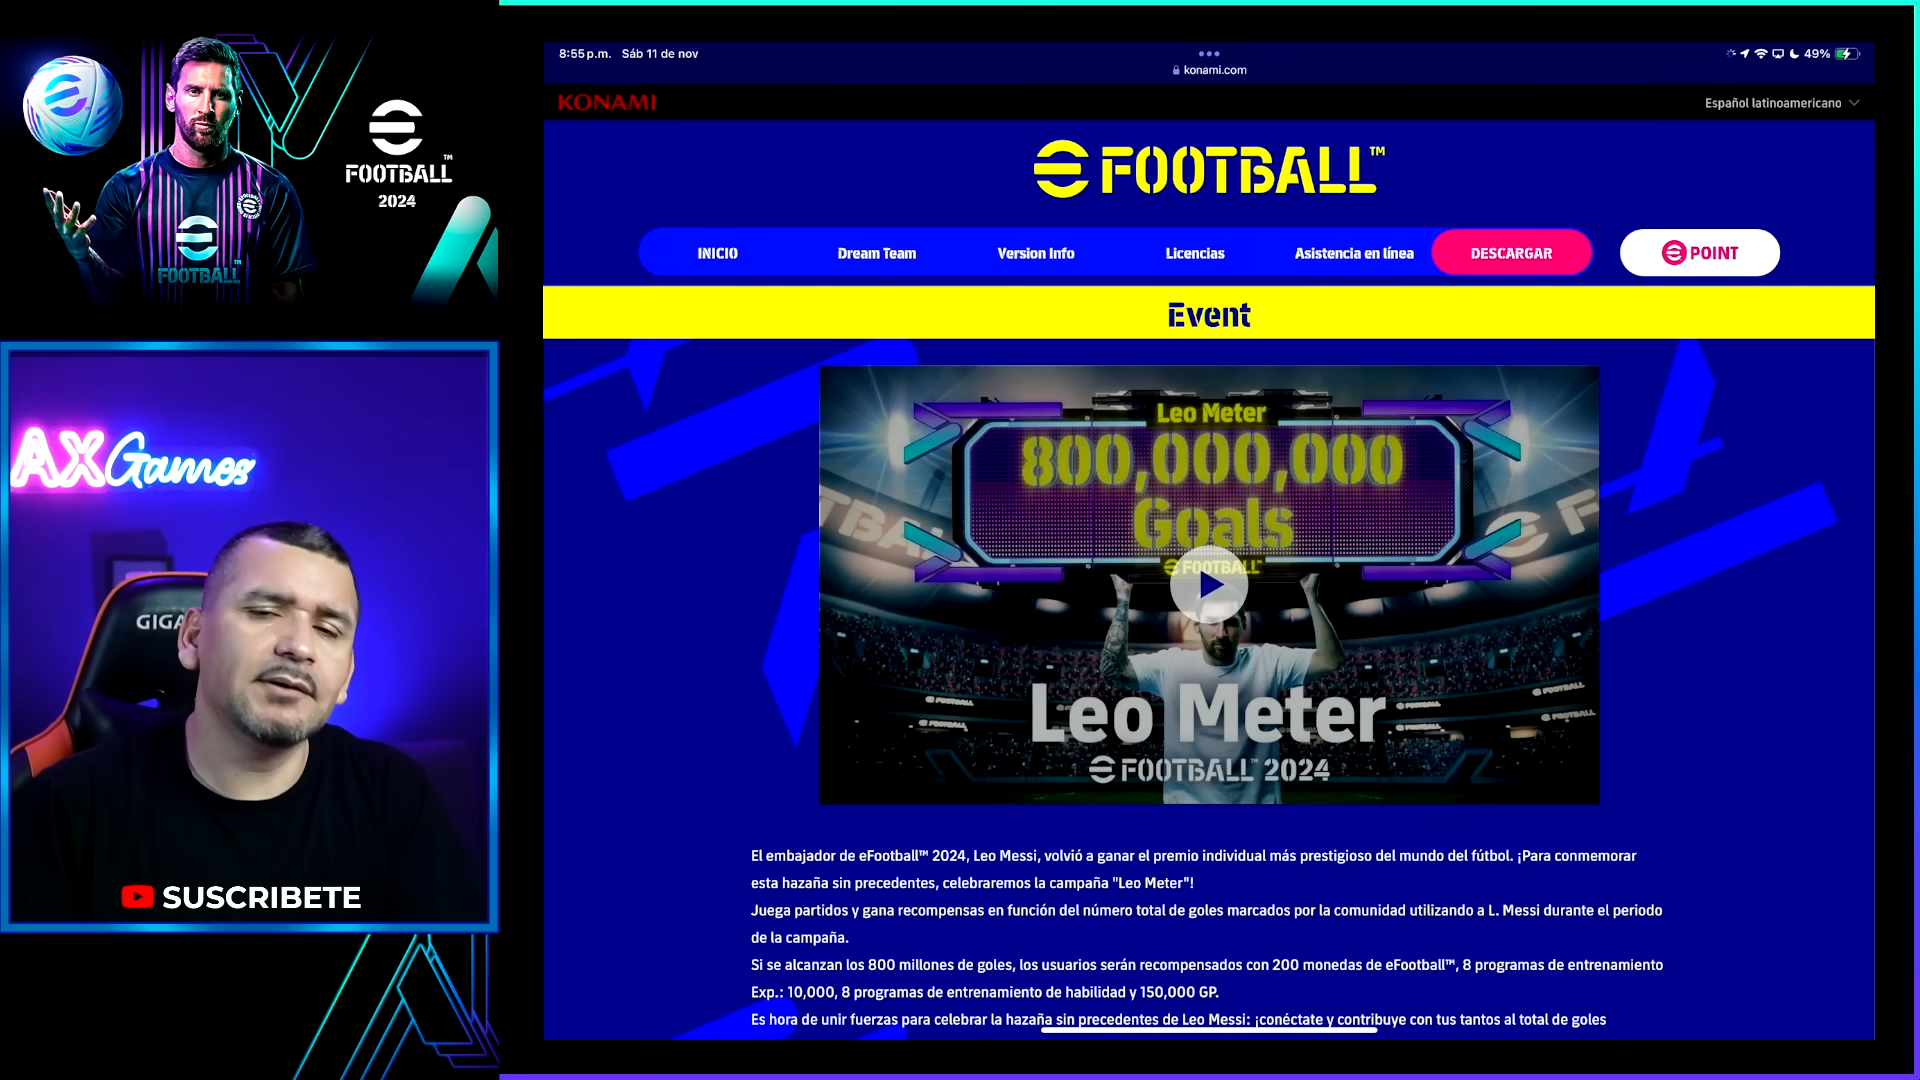 FOOTBALL™
2024
FOOTBALL™
AXGames
SUSCRIBETE
8:55 p.m. Sáb 11 de nov
konami.com
49%
KONAMI
Español latinoamericano
FOOTBALL™
INICIO
Dream Team
Version Info
Licencias
Asistencia en línea
DESCARGAR
POINT
Event
Leo Meter
800,000,000
Goals
FOOTBALL™
Leo Meter
FOOTBALL™ 2024
El embajador de eFootball™ 2024, Leo Messi, volvió a ganar el premio individual más prestigioso del mundo del fútbol. ¡Para conmemorar
esta hazaña sin precedentes, celebraremos la campaña "Leo Meter"!
Juega partidos y gana recompensas en función del número total de goles marcados por la comunidad utilizando a L. Messi durante el periodo
de la campaña.
Si se alcanzan los 800 millones de goles, los usuarios serán recompensados con 200 monedas de eFootball™, 8 programas de entrenamiento
Exp.: 10,000, 8 programas de entrenamiento de habilidad y 150,000 GP.
Es hora de unir fuerzas para celebrar la hazaña sin precedentes de Leo Messi: ¡conéctate y contribuye con tus tantos al total de goles